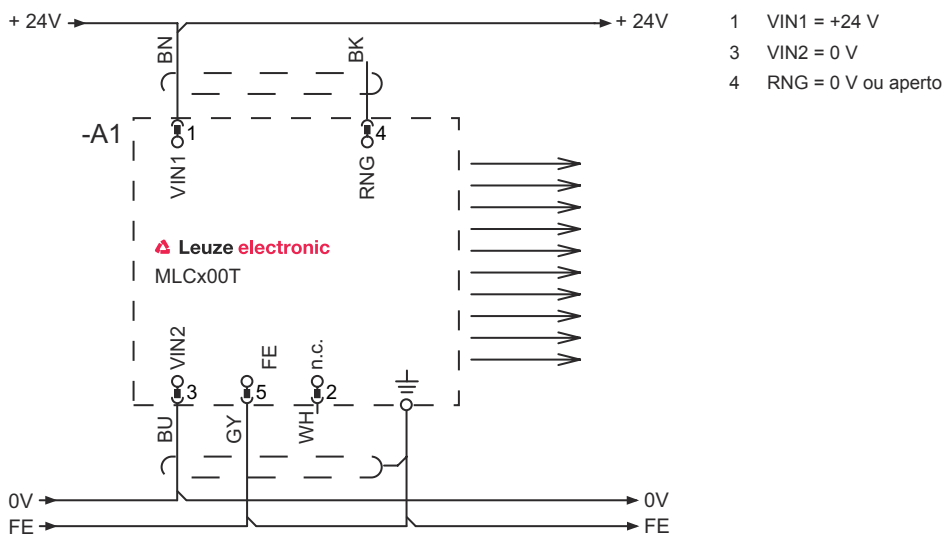 + 24V
+ 24V
1 VIN1 = +24 V
3 VIN2 = 0 V
4 RNG = 0 V ou aperto
BN
BK
-A1
1
4
VIN1
RNG
Leuze electronic
MLCx00T
VIN2
FE
n.c.
3
5
2
BU
GY
WH
0V
0V
FE
FE